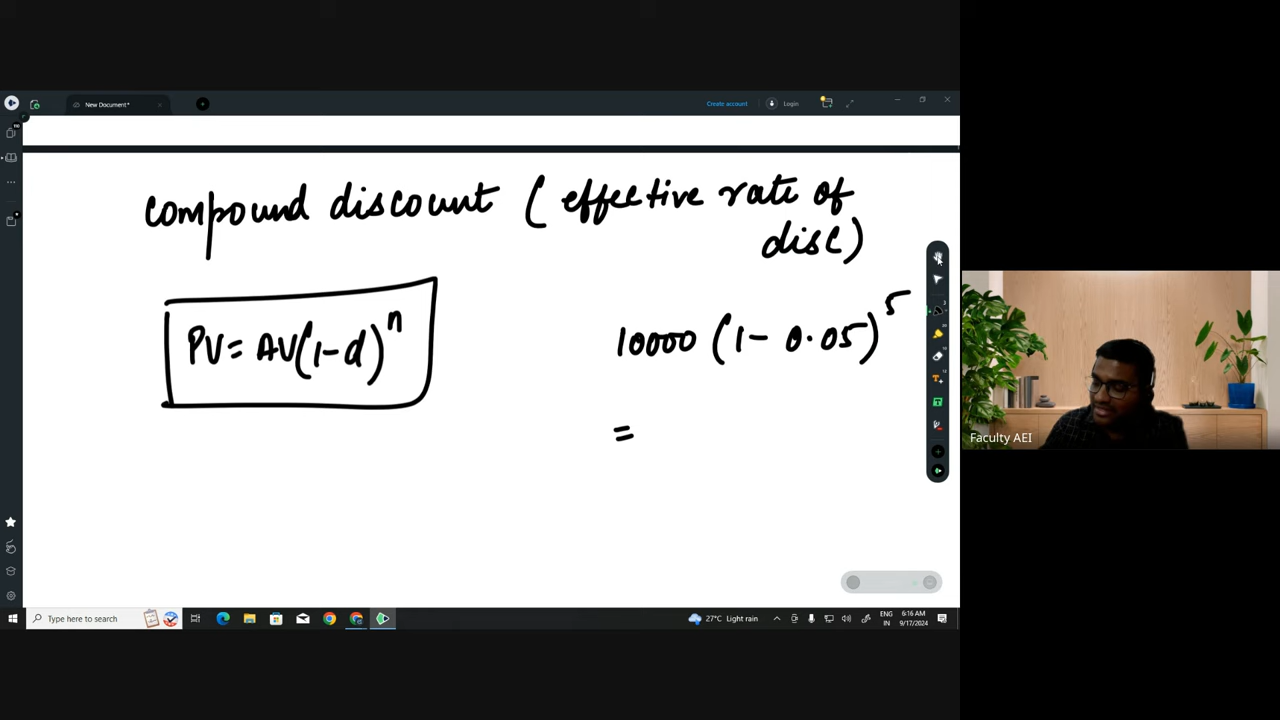 New Document*
Create account
Login
compound discount ( effective rate of
disc)
PV = AV(1-d)^n
10000 (1- 0.05)^5
=
Faculty AEI
Type here to search
27°C Light rain
ENG
IN
6:16 AM
9/17/2024